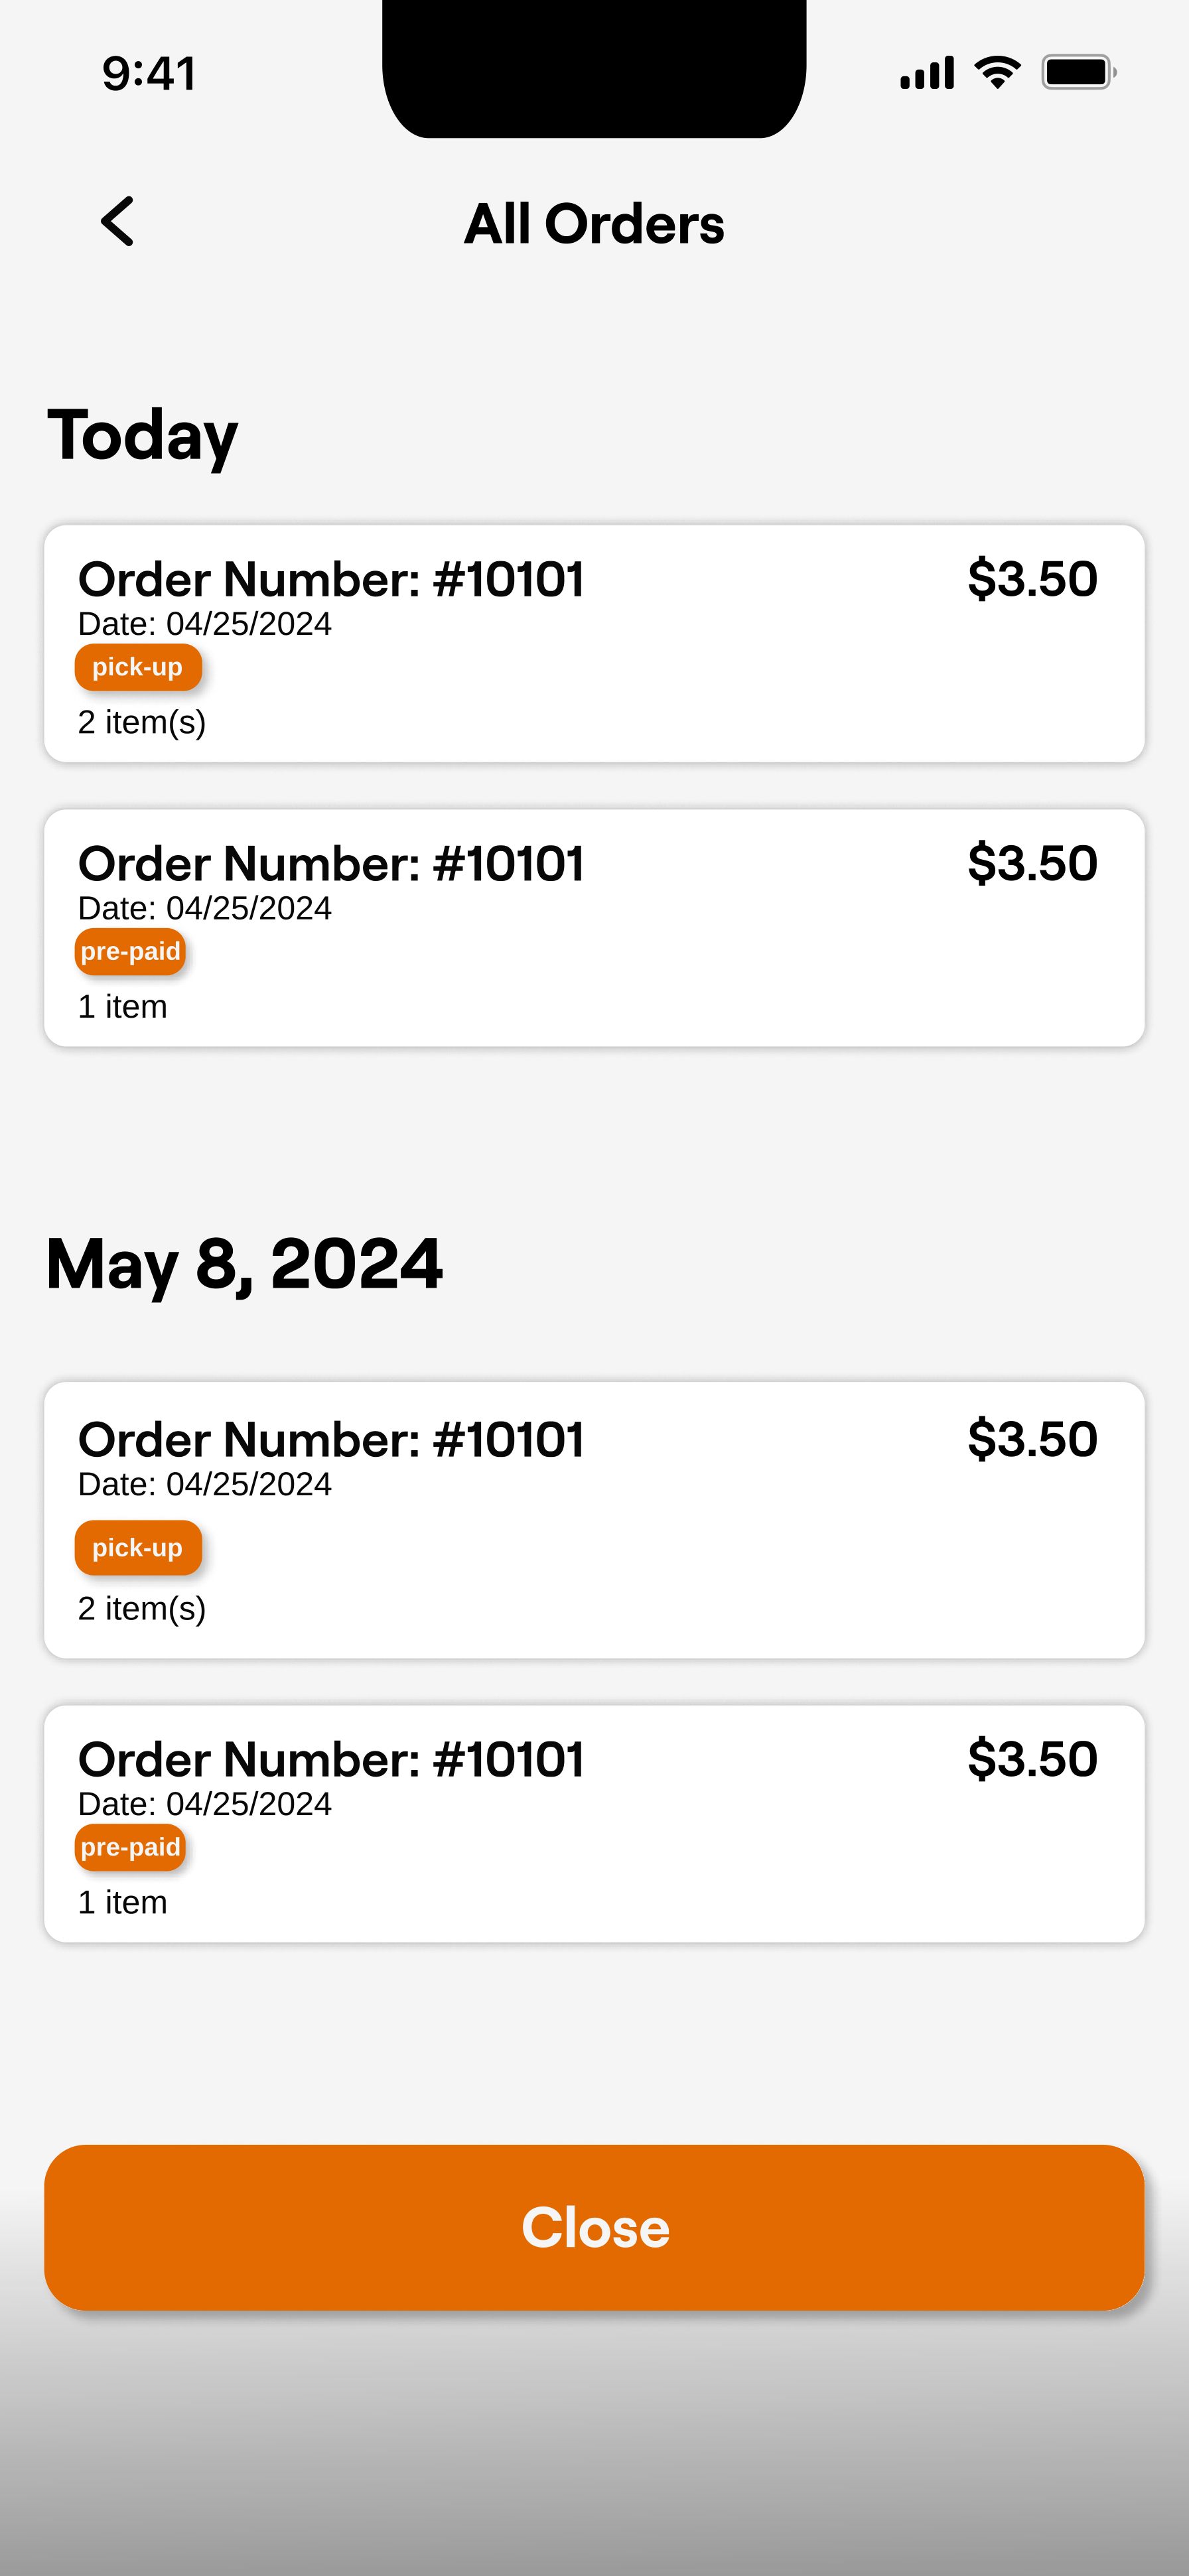 9:41
All Orders
Today
Order Number: #10101 $3.50
Date: 04/25/2024
pick-up
2 item(s)
Order Number: #10101 $3.50
Date: 04/25/2024
pre-paid
1 item
May 8, 2024
Order Number: #10101 $3.50
Date: 04/25/2024
pick-up
2 item(s)
Order Number: #10101 $3.50
Date: 04/25/2024
pre-paid
1 item
Close